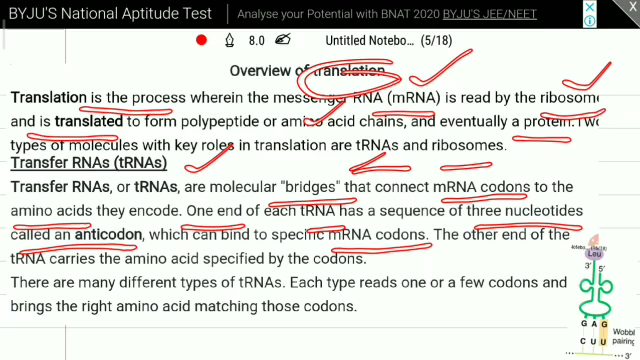 BYJU'S National Aptitude Test
Analyse your Potential with BNAT 2020 BYJU'S JEE/NEET
X
8.0 Untitled Notebo... (5/18)
Overview of translation
Translation is the process wherein the messenger RNA (mRNA) is read by the ribosome
and is translated to form polypeptide or amino acid chains, and eventually a protein. Two
types of molecules with key roles in translation are tRNAs and ribosomes.
Transfer RNAs (tRNAs)
Transfer RNAs, or tRNAs, are molecular "bridges" that connect mRNA codons to the
amino acids they encode. One end of each tRNA has a sequence of three nucleotides
called an anticodon, which can bind to specific mRNA codons. The other end of the
tRNA carries the amino acid specified by the codons.
There are many different types of tRNAs. Each type reads one or a few codons and
brings the right amino acid matching those codons.
Leu
3' 5'
G A G
C U U
Wobbl
pairing
3'